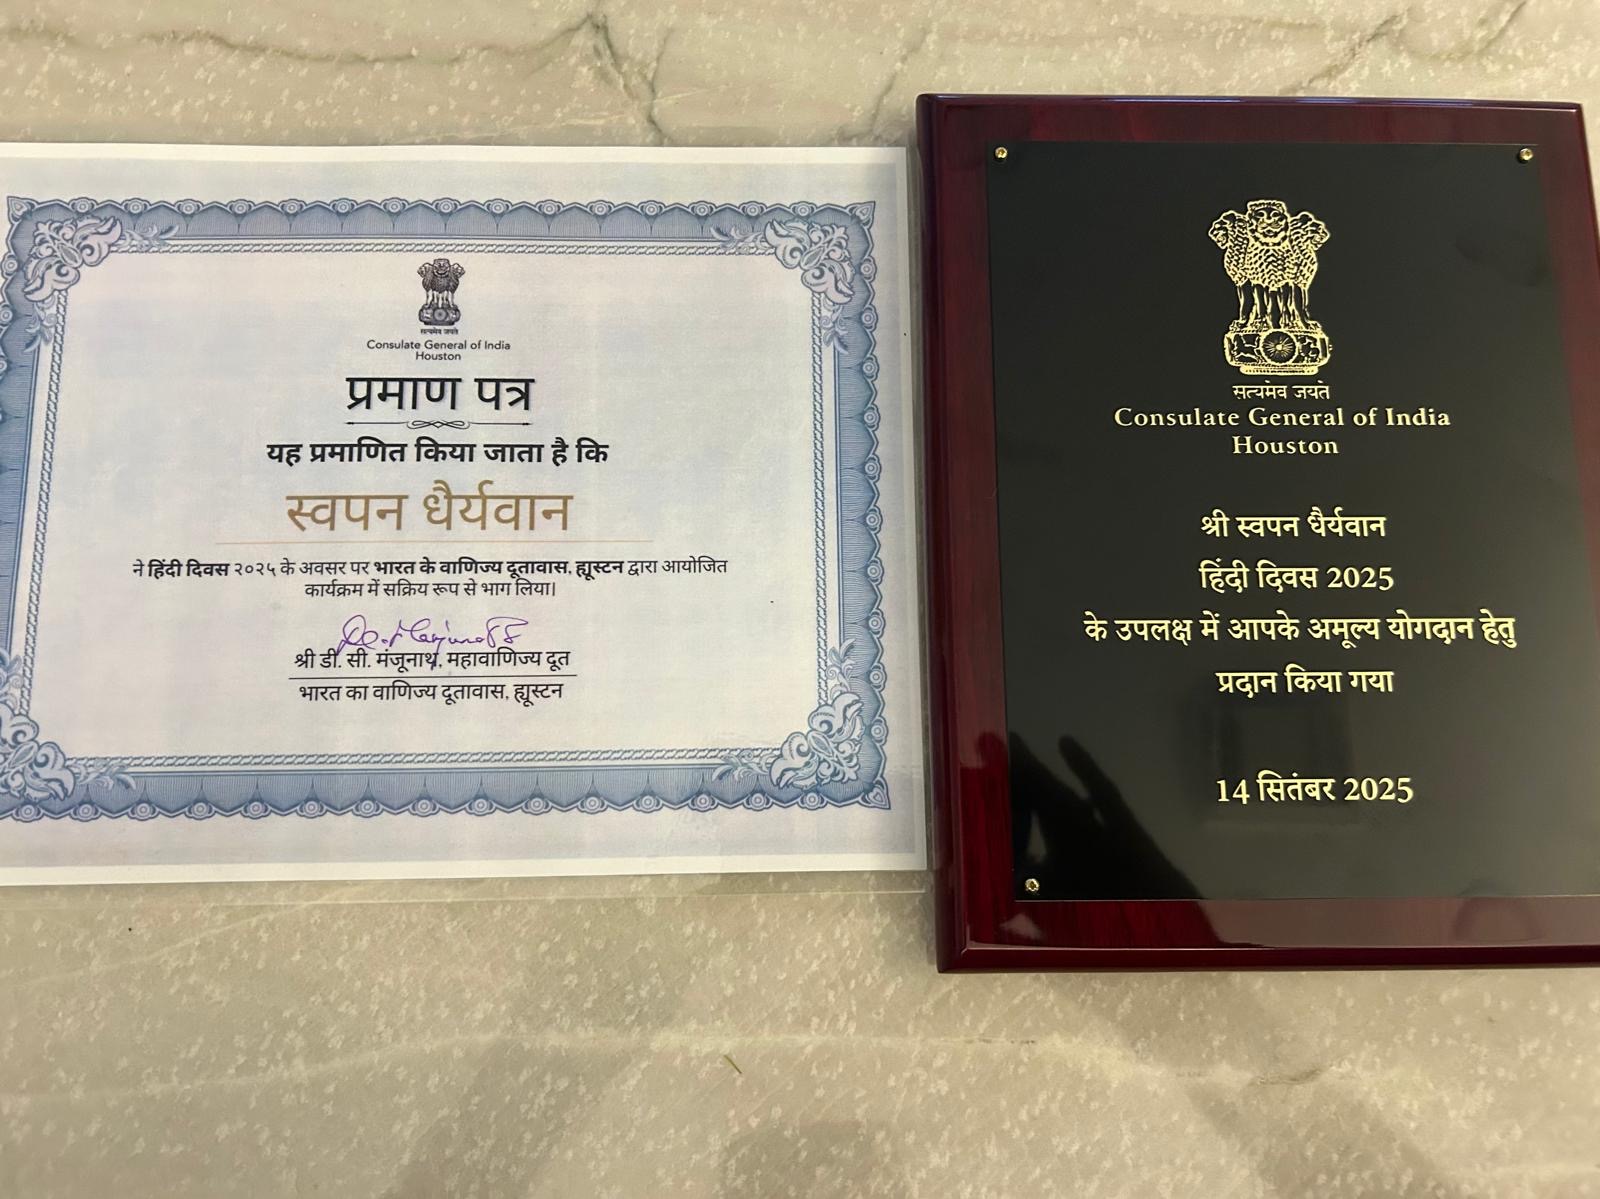 सत्यमेव जयते
Consulate General of India
Houston
प्रमाण पत्र
यह प्रमाणित किया जाता है कि
स्वपन धैर्यवान
ने हिंदी दिवस २०२५ के अवसर पर भारत के वाणिज्य दूतावास, ह्यूस्टन द्वारा आयोजित
कार्यक्रम में सक्रिय रूप से भाग लिया।
श्री डी. सी. मंजूनाथ, महावाणिज्य दूत
भारत का वाणिज्य दूतावास, ह्यूस्टन
सत्यमेव जयते
Consulate General of India
Houston
श्री स्वपन धैर्यवान
हिंदी दिवस 2025
के उपलक्ष में आपके अमूल्य योगदान हेतु
प्रदान किया गया
14 सितंबर 2025